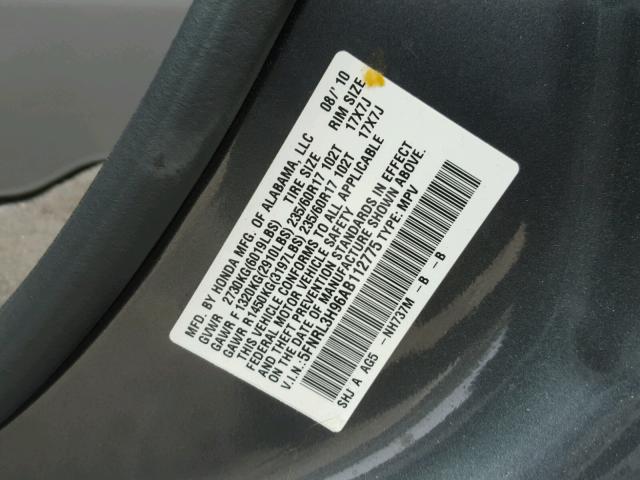 MFD. BY HONDA MFG. OF ALABAMA, LLC 08/'10
GVWR 2730KG(6019LBS) TIRE SIZE RIM SIZE
GAWR F 1320KG(2910LBS) 235/60R17 102T 17X7J
GAWR R 1450KG(3197LBS) 235/60R17 102T 17X7J
THIS VEHICLE CONFORMS TO ALL APPLICABLE
FEDERAL MOTOR VEHICLE SAFETY
AND THEFT PREVENTION STANDARDS IN EFFECT
ON THE DATE OF MANUFACTURE SHOWN ABOVE.
V.I.N.: 5FNRL3H96AB112775 TYPE: MPV
SHJ A AG5 -NH737M -B -B